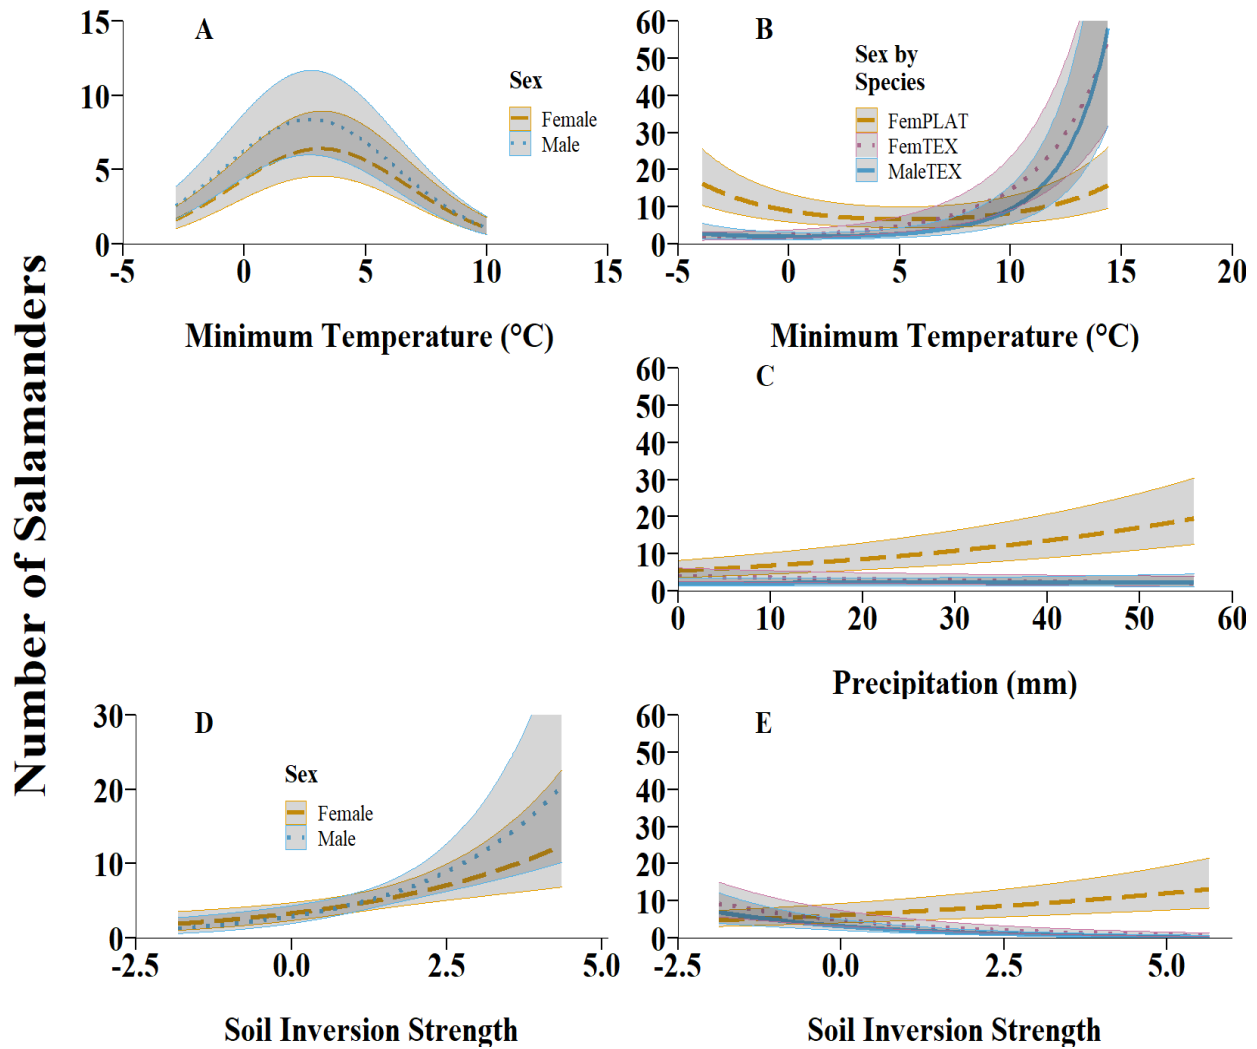 Number of Salamanders
A
15
10
5
0
-5
0
5
10
15
Sex
Female
Male
Minimum Temperature (°C)
B
60
50
40
30
20
10
0
-5
0
5
10
15
20
Sex by
Species
FemPLAT
FemTEX
MaleTEX
Minimum Temperature (°C)
C
60
50
40
30
20
10
0
0
10
20
30
40
50
60
Precipitation (mm)
D
30
20
10
0
-2.5
0.0
2.5
5.0
Sex
Female
Male
Soil Inversion Strength
E
60
50
40
30
20
10
0
-2.5
0.0
2.5
5.0
Soil Inversion Strength